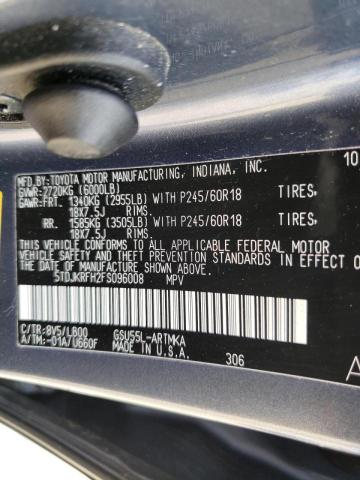 MFD.BY:TOYOTA MOTOR MANUFACTURING, INDIANA, INC. 10
GVWR:2720KG (6000LB)
GAWR:FRT. 1340KG (2955LB) WITH P245/60R18 TIRES,
18X7.5J RIMS.
RR. 1585KG (3505LB) WITH P245/60R18 TIRES,
18X7.5J RIMS.
THIS VEHICLE CONFORMS TO ALL APPLICABLE FEDERAL MOTOR
VEHICLE SAFETY AND THEFT PREVENTION STANDARDS IN EFFECT ON
THE DATE OF MANUFACTURE SHOWN ABOVE.
5TDJKRFH2FS096008 MPV
C/TR:8V5/LB00 GSU55L-ARTMKA
A/TM:-01A/U660F MADE IN U.S.A. 306
A